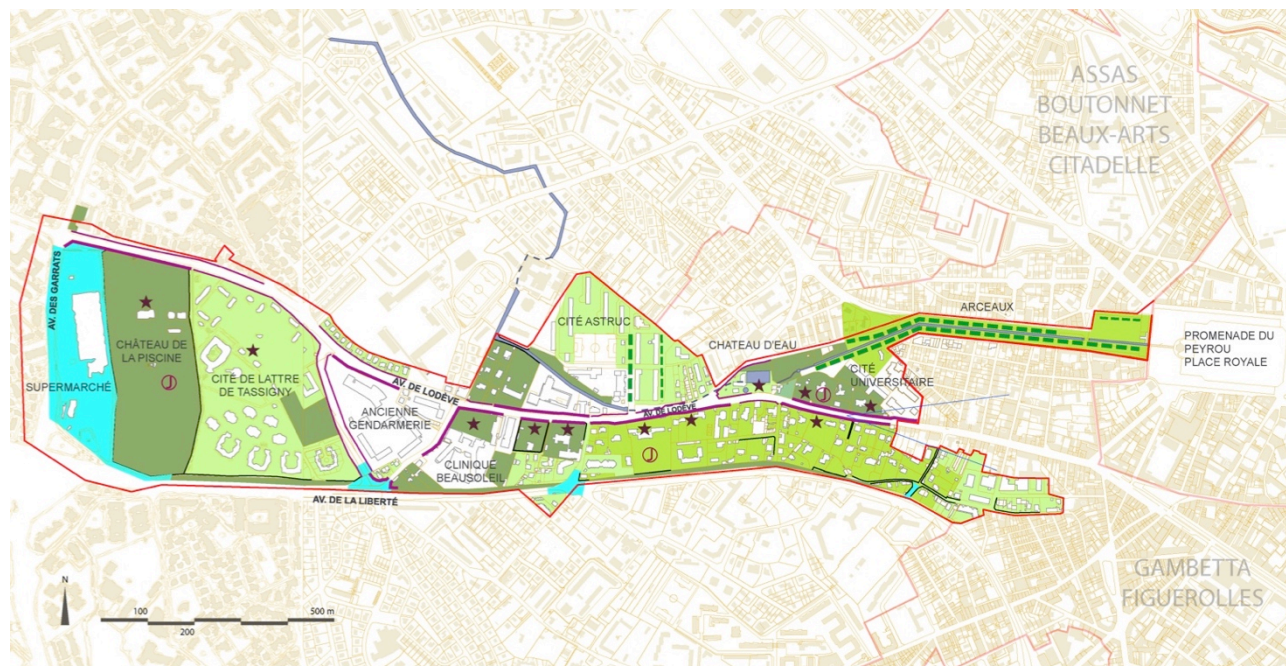 ASSAS
BOUTONNET
BEAUX-ARTS
CITADELLE
AV. DES GARRATS
ARCEAUX
CITÉ ASTRUC
CHATEAU D'EAU
PROMENADE DU
PEYROU
PLACE ROYALE
CHÂTEAU DE
LA PISCINE
CITÉ
UNIVERSITAIRE
SUPERMARCHÉ
CITÉ DE LATTRE
DE TASSIGNY
AV. DE LODÈVE
AV. DE LODÈVE
ANCIENNE
GENDARMERIE
CLINIQUE
BEAUSOLEIL
AV. DE LA LIBERTÉ
GAMBETTA
FIGUEROLLES
N
100
500 m
200